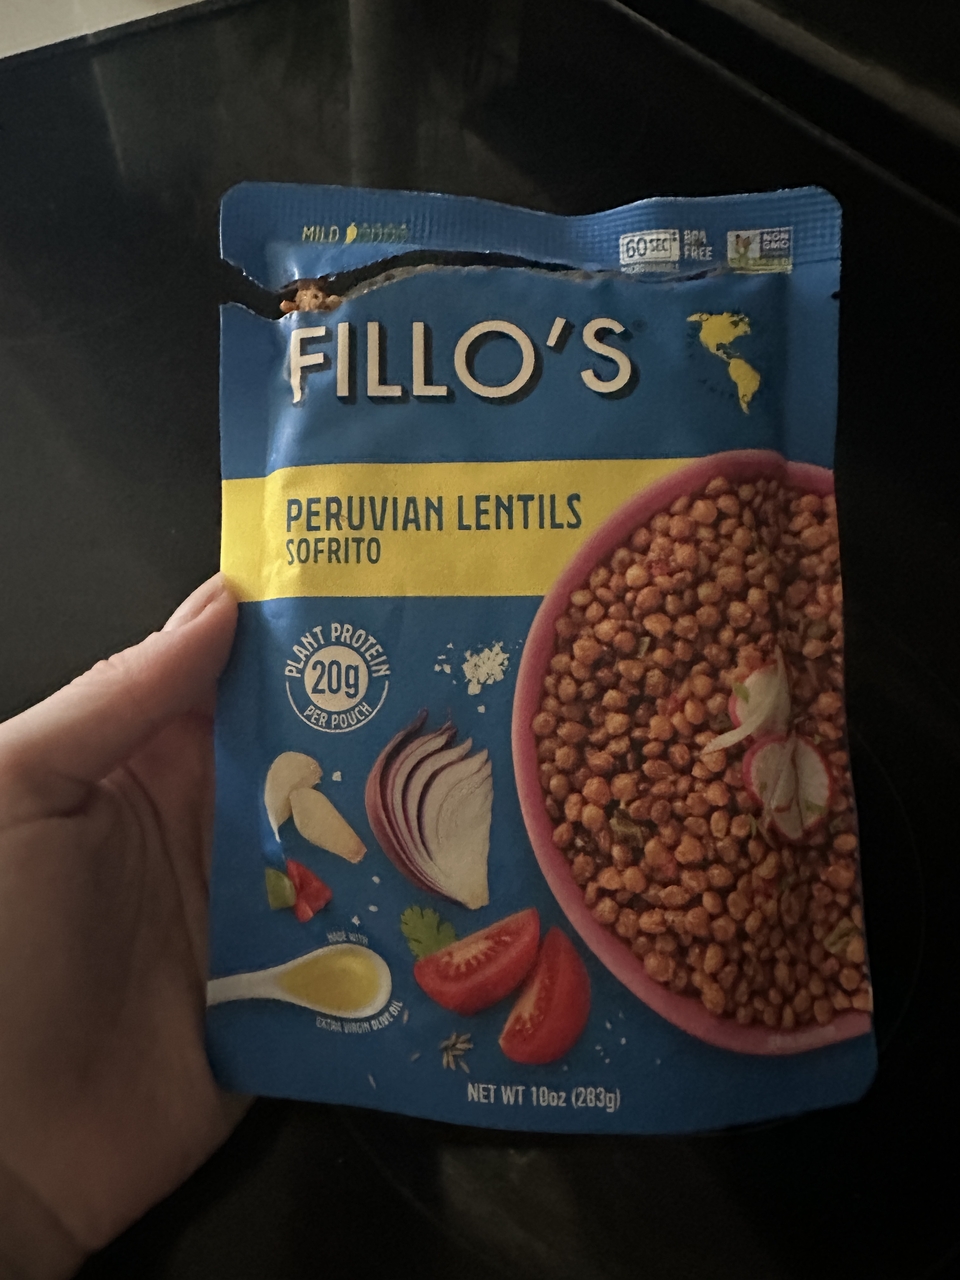 MILD
60 SEC
MICROWAVABLE
BPA
FREE
NON
GMO
FILLO'S
PERUVIAN LENTILS
SOFRITO
PLANT PROTEIN
20g
PER POUCH
MADE WITH
EXTRA VIRGIN OLIVE OIL
NET WT 10oz (283g)